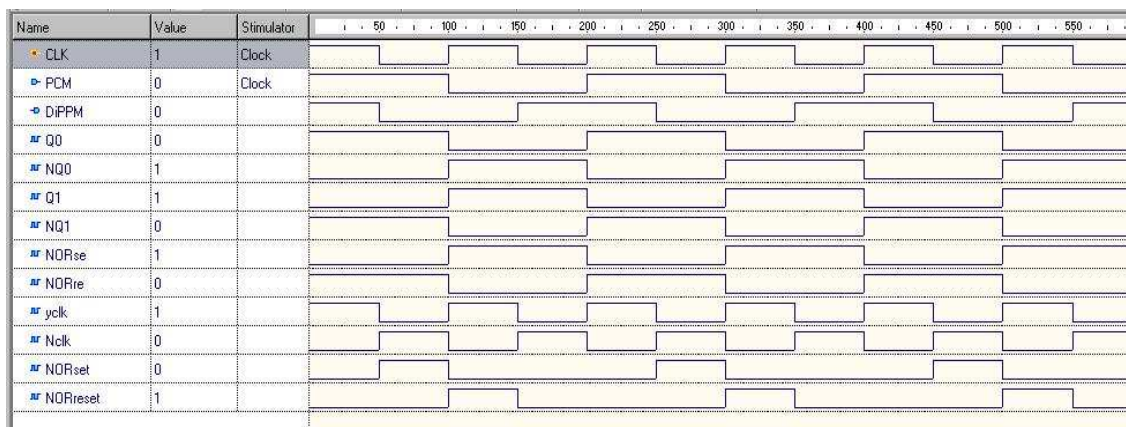 Name Value Stimulator 50 100 150 200 250 300 350 400 450 500 550
CLK 1 Clock
PCM 0 Clock
DiPPM 0
Q0 0
NQ0 1
Q1 1
NQ1 0
NORse 1
NORre 0
yclk 1
Nclk 0
NORset 0
NORreset 1